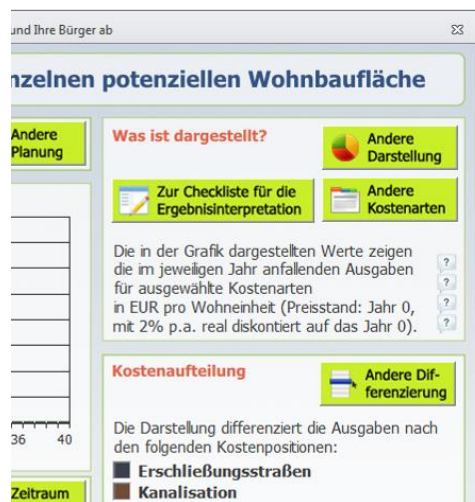 und Ihre Bürger ab
nzelnen potenziellen Wohnbaufläche
Andere
Planung
Was ist dargestellt?
Andere
Darstellung
Zur Checkliste für die
Ergebnisinterpretation
Andere
Kostenarten
Die in der Grafik dargestellten Werte zeigen
die im jeweiligen Jahr anfallenden Ausgaben
für ausgewählte Kostenarten
in EUR pro Wohneinheit (Preisstand: Jahr 0,
mit 2% p.a. real diskontiert auf das Jahr 0).
?
?
?
?
Kostenaufteilung
Andere Dif-
ferenzierung
Die Darstellung differenziert die Ausgaben nach
den folgenden Kostenpositionen:
36 40
Erschließungsstraßen
Kanalisation
Zeitraum